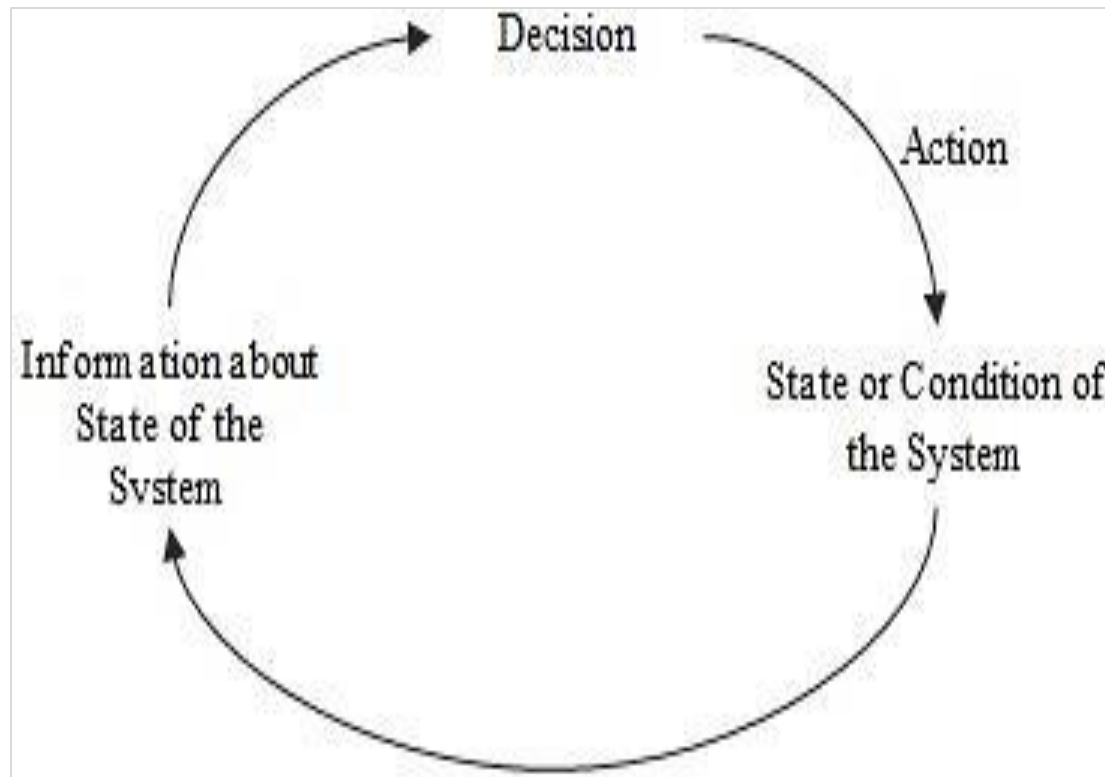 Decision
Action
Information about
State of the
System
State or Condition of
the System